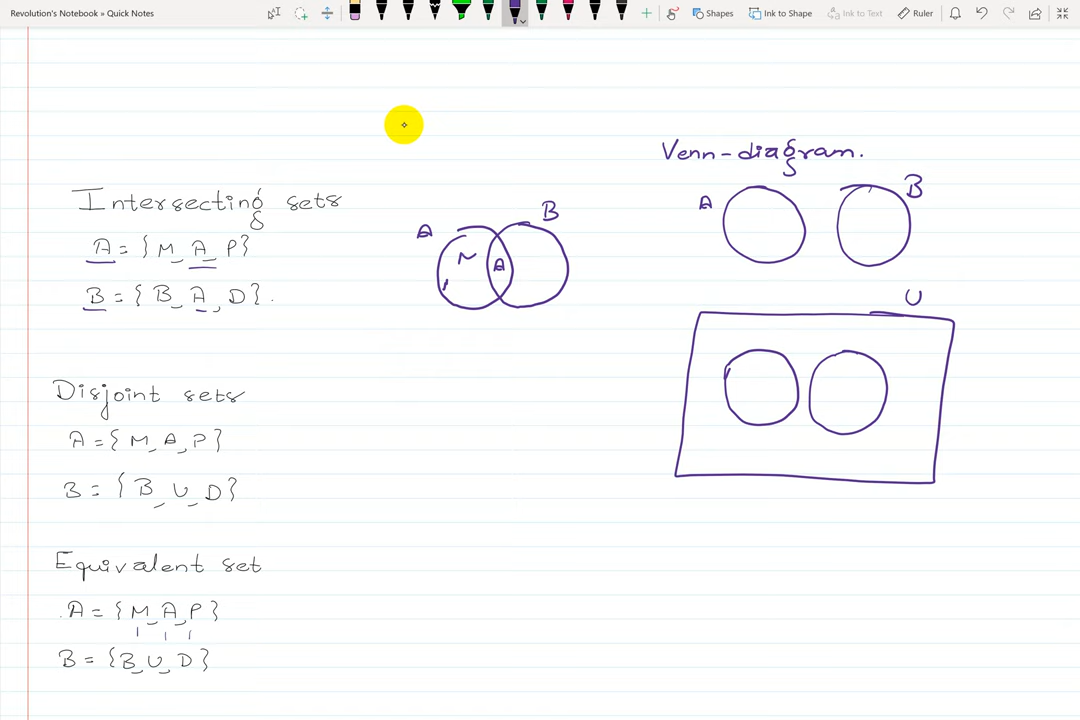 Revolution's Notebook » Quick Notes
Shapes
Ink to Shape
Ink to Text
Ruler
Intersecting sets
A = {M, A, P}
B = {B, A, D}.
A
B
M
A
Venn-diagram.
A
B
U
Disjoint sets
A = {M, A, P}
B = {B, U, D}
Equivalent set
A = {M, A, P}
B = {B, U, D}